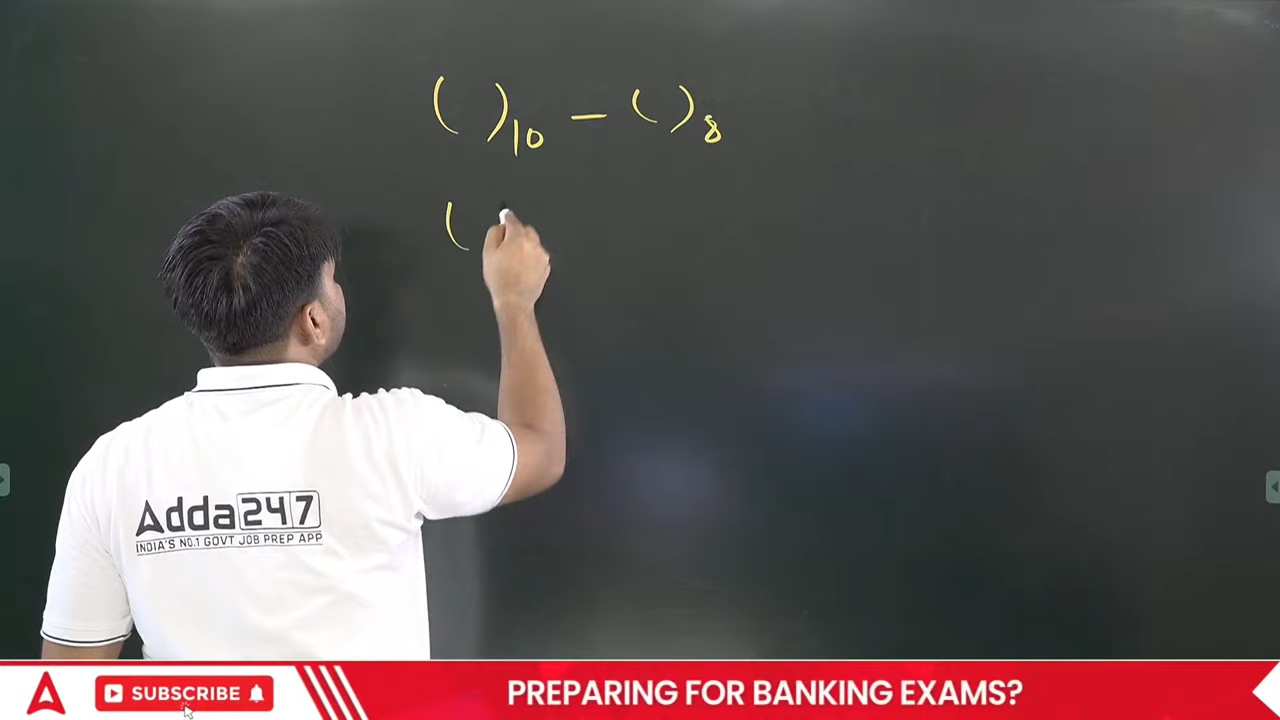 ( )10 – ( )8
(
Adda247
INDIA'S NO.1 GOVT JOB PREP APP
SUBSCRIBE
PREPARING FOR BANKING EXAMS?